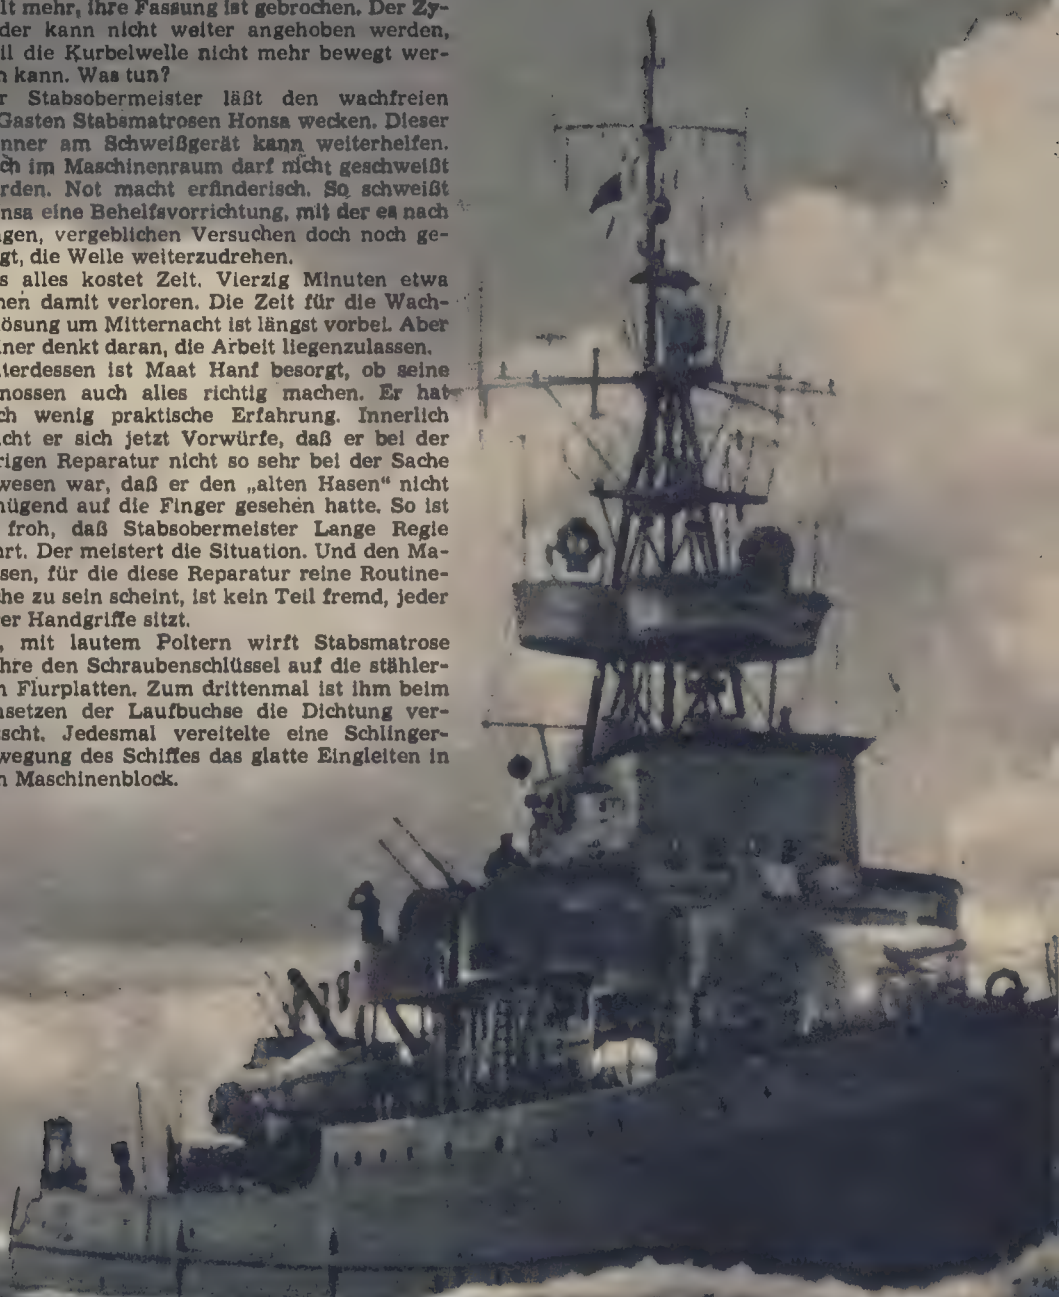 lt mehr, ihre Fassung ist gebrochen. Der Zy-
der kann nicht weiter angehoben werden,
il die Kurbelwelle nicht mehr bewegt wer-
n kann. Was tun?
r Stabsobermeister läßt den wachfreien
Gasten Stabsmatrosen Honsa wecken. Dieser
nner am Schweißgerät kann weiterhelfen.
ch im Maschinenraum darf nicht geschweißt
rden. Not macht erfinderisch. So schweißt
nsa eine Behelfsvorrichtung, mit der es nach
ngen, vergeblichen Versuchen doch noch ge-
gt, die Welle weiterzudrehen.
s alles kostet Zeit. Vierzig Minuten etwa
hen damit verloren. Die Zeit für die Wach-
lösung um Mitternacht ist längst vorbei. Aber
iner denkt daran, die Arbeit liegenzulassen.
terdessen ist Maat Hanf besorgt, ob seine
nossen auch alles richtig machen. Er hat
ch wenig praktische Erfahrung. Innerlich
cht er sich jetzt Vorwürfe, daß er bei der
rigen Reparatur nicht so sehr bei der Sache
wesen war, daß er den „alten Hasen“ nicht
nügend auf die Finger gesehen hatte. So ist
froh, daß Stabsobermeister Lange Regie
hrt. Der meistert die Situation. Und den Ma-
sen, für die diese Reparatur reine Routine-
che zu sein scheint, ist kein Teil fremd, jeder
er Handgriffe sitzt.
, mit lautem Poltern wirft Stabsmatrose
hre den Schraubenschlüssel auf die stähler-
n Flurplatten. Zum drittenmal ist ihm beim
nsetzen der Laufbuchse die Dichtung ver-
scht. Jedesmal vereitelte eine Schlinger-
wegung des Schiffes das glatte Eingleiten in
n Maschinenblock.